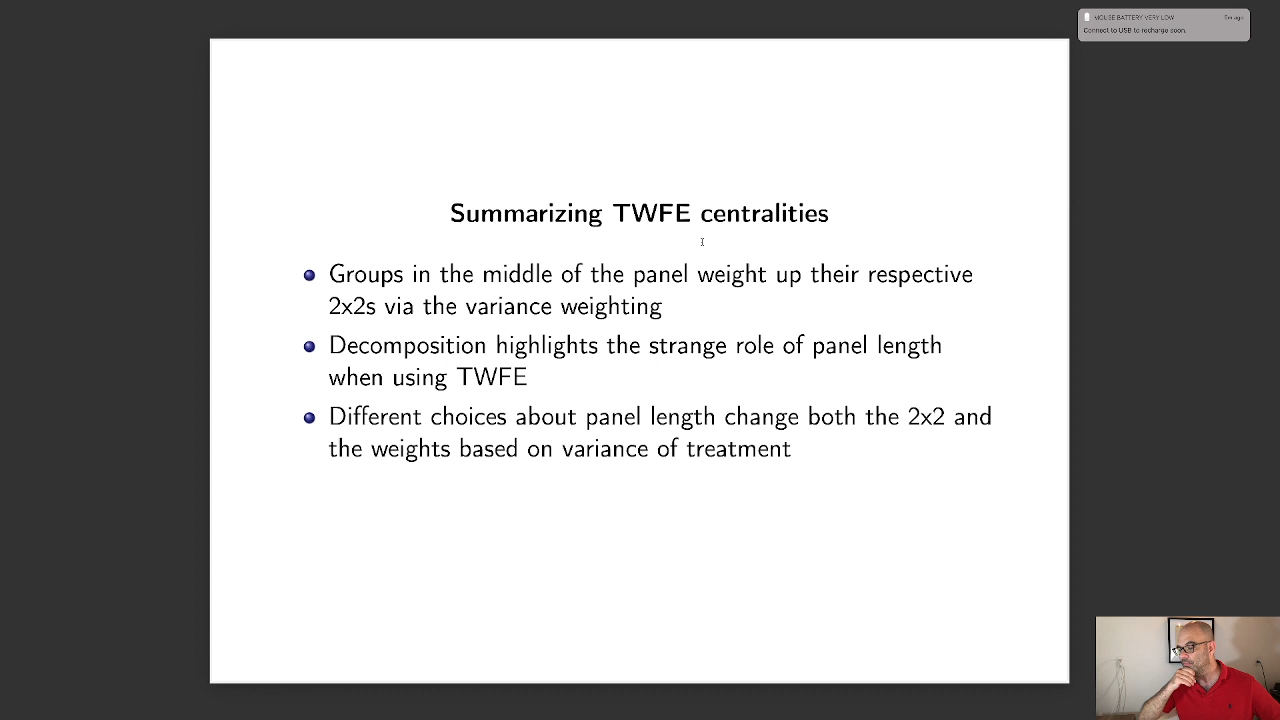 MOUSE BATTERY VERY LOW
5m ago
Connect to USB to recharge soon.
Summarizing TWFE centralities
Groups in the middle of the panel weight up their respective
2x2s via the variance weighting
Decomposition highlights the strange role of panel length
when using TWFE
Different choices about panel length change both the 2x2 and
the weights based on variance of treatment